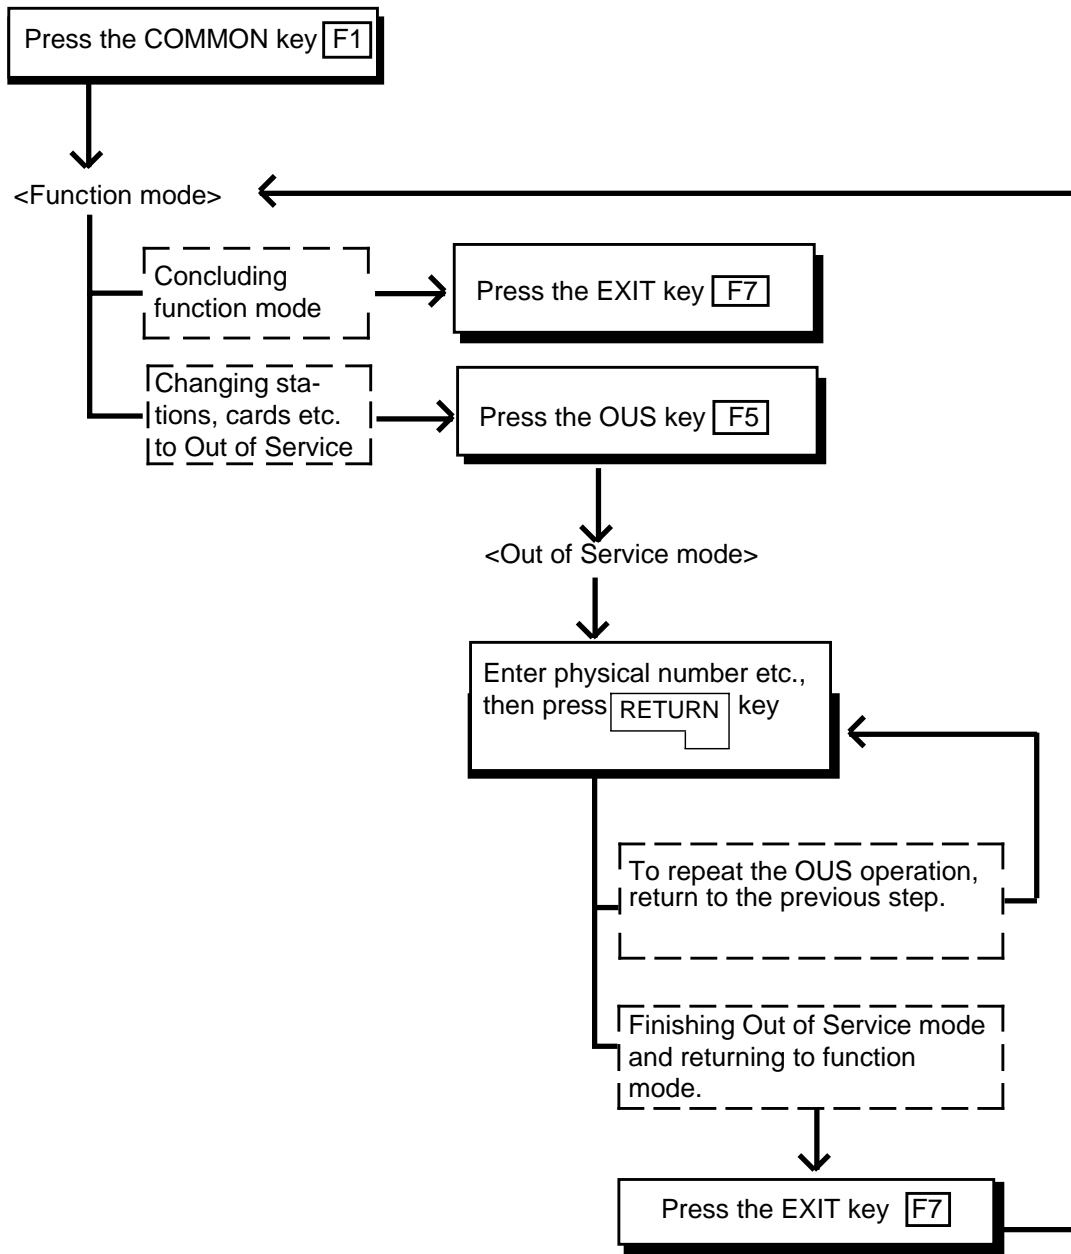 Press the COMMON key F1
<Function mode>
Concluding
function mode
Press the EXIT key F7
Changing sta-
tions, cards etc.
to Out of Service
Press the OUS key F5
<Out of Service mode>
Enter physical number etc.,
then press RETURN key
To repeat the OUS operation,
return to the previous step.
Finishing Out of Service mode
and returning to function
mode.
Press the EXIT key F7